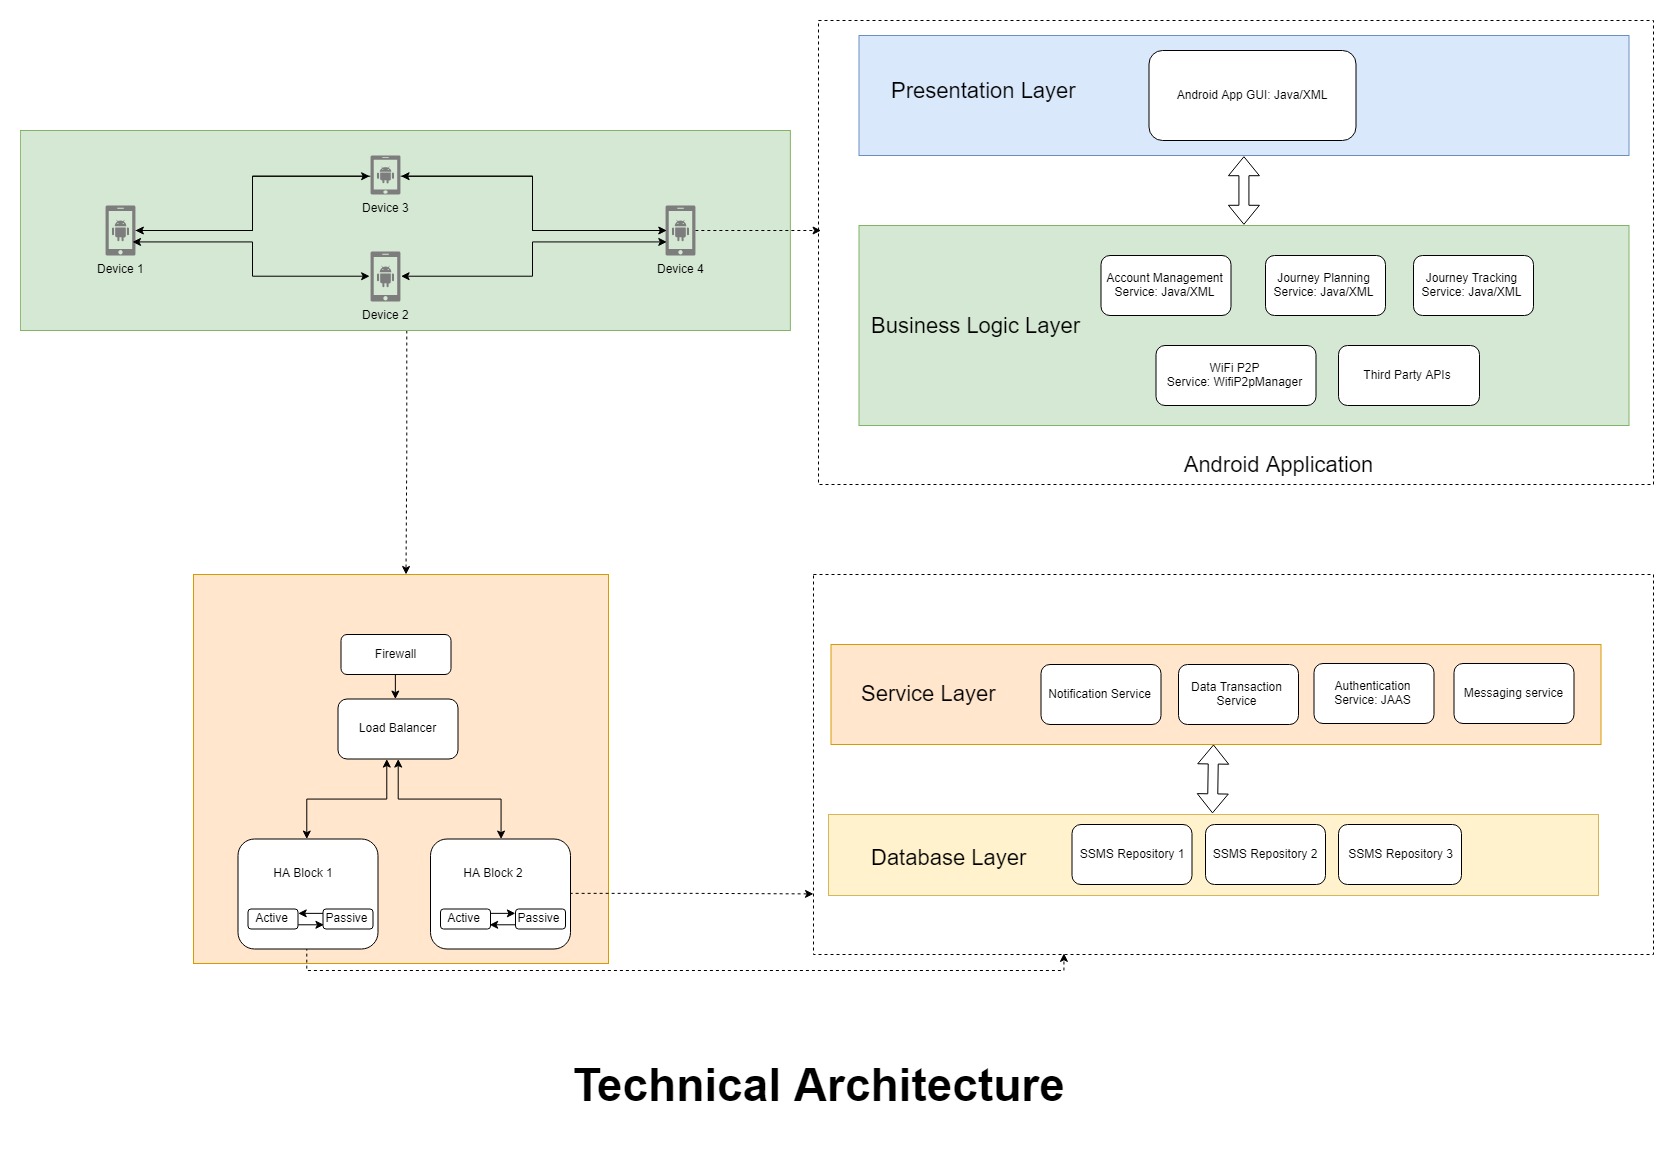 Presentation Layer
Android App GUI: Java/XML
Device 3
Device 1
Device 4
Device 2
Business Logic Layer
Account Management
Service: Java/XML
Journey Planning
Service: Java/XML
Journey Tracking
Service: Java/XML
WiFi P2P
Service: WifiP2pManager
Third Party APIs
Android Application
Firewall
Load Balancer
HA Block 1
Active
Passive
HA Block 2
Active
Passive
Service Layer
Notification Service
Data Transaction
Service
Authentication
Service: JAAS
Messaging service
Database Layer
SSMS Repository 1
SSMS Repository 2
SSMS Repository 3
Technical Architecture